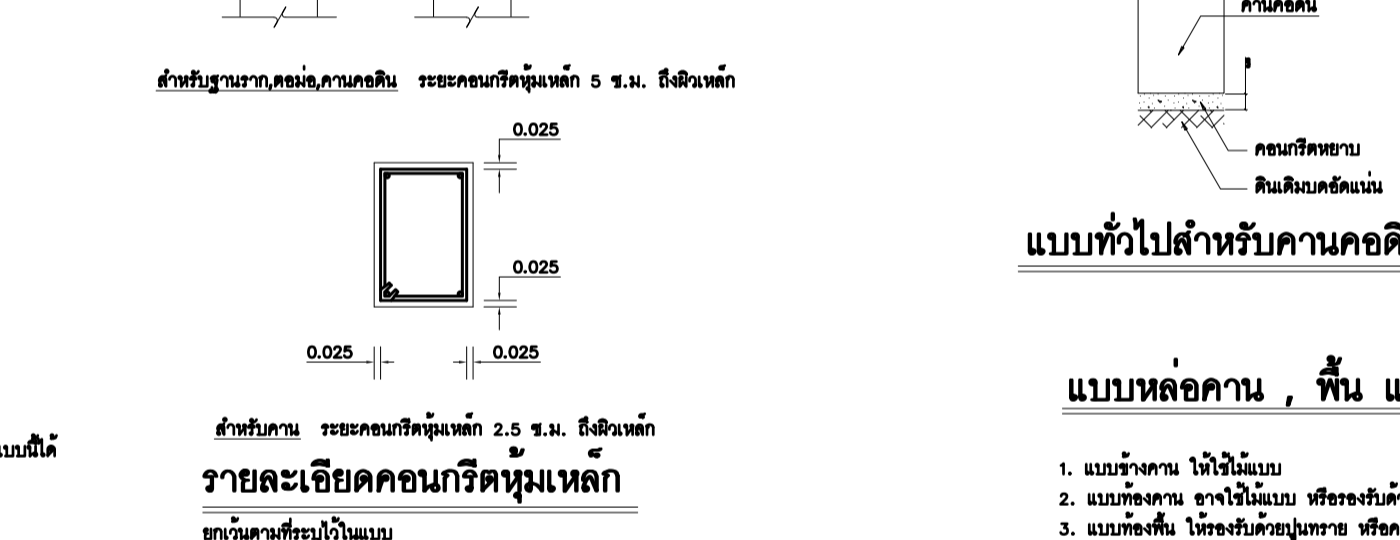 สำหรับฐานราก,ตอม่อ,คานคอดิน ระยะคอนกรีตหุ้มเหล็ก 5 ซ.ม. ถึงผิวเหล็ก
0.025
0.025
0.025 0.025
สำหรับคาน ระยะคอนกรีตหุ้มเหล็ก 2.5 ซ.ม. ถึงผิวเหล็ก
รายละเอียดคอนกรีตหุ้มเหล็ก
ยกเว้นตามที่ระบุไว้ในแบบ
แบบนี้ได้
คานคอดิน
คอนกรีตหยาบ
ดินเดิมบดอัดแน่น
แบบทั่วไปสำหรับคานคอดิ
แบบหล่อคาน , พื้น แ
1. แบบข้างคาน ให้ใช้ไม้แบบ
2. แบบท้องคาน อาจใช้ไม้แบบ หรือรองรับด้
3. แบบท้องพื้น ให้รองรับด้วยปูนทราย หรือค